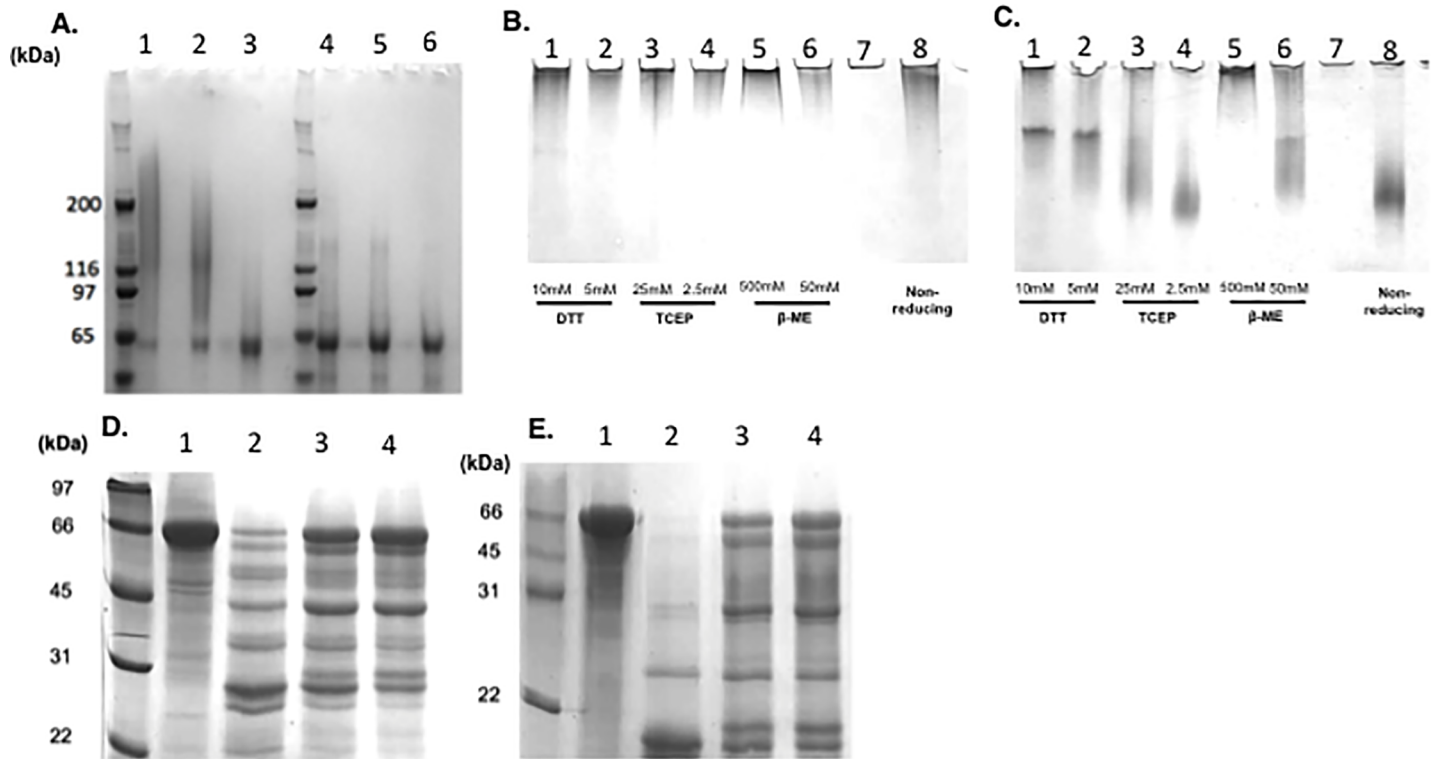 A.
(kDa)
1 2 3 4 5 6
200
116
97
65
B.
1 2 3 4 5 6 7 8
10mM 5mM 25mM 2.5mM 500mM 50mM
DTT TCEP β-ME
Non-
reducing
C.
1 2 3 4 5 6 7 8
10mM 5mM 25mM 2.5mM 500mM 50mM
DTT TCEP β-ME
Non-
reducing
D.
(kDa)
1 2 3 4
97
66
45
31
22
E.
(kDa)
1 2 3 4
66
45
31
22